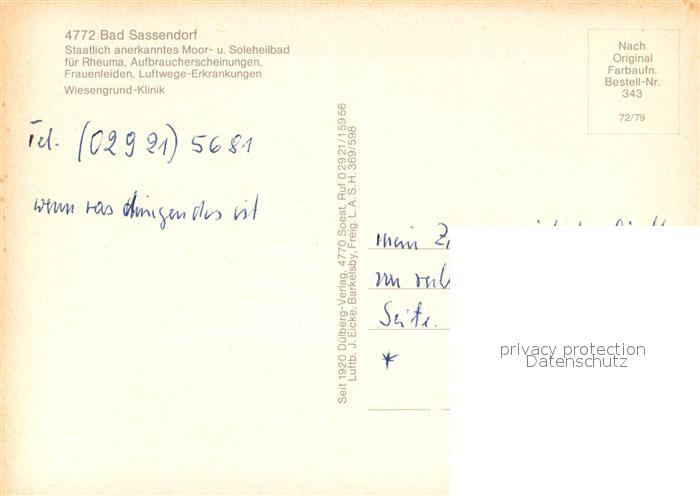 4772 Bad Sassendorf
Staatlich anerkanntes Moor- u. Soleheilbad
für Rheuma, Aufbraucherscheinungen,
Frauenleiden, Luftwege-Erkrankungen
Wiesengrund-Klinik
Tel. (02921) 5681
wenn was dringendes ist
Seit 1920 Dülberg-Verlag, 4770 Soest, Ruf 02921/15956
Luftb. J. Eicke, Barkelsby, Freig. L. A. S. H. 369/598
Nach
Original
Farbaufn.
Bestell-Nr.
343
72/79
mein
Seite.
*
privacy protection
Datenschutz